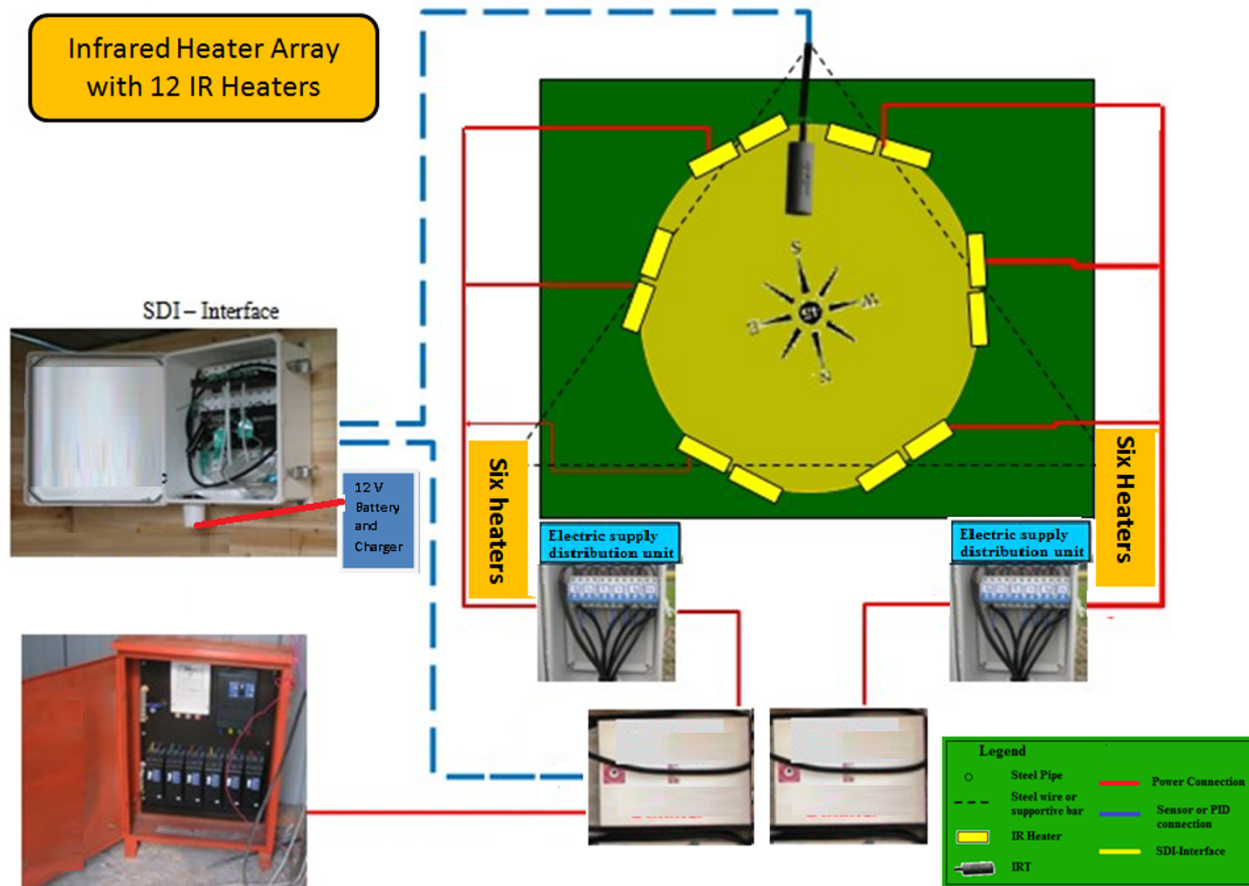 Infrared Heater Array
with 12 IR Heaters
SDI – Interface
12 V
Battery
and
Charger
S
W
E
N
Six heaters
Six Heaters
Electric supply
distribution unit
Electric supply
distribution unit
Legend
Steel Pipe
Steel wire or
supportive bar
IR Heater
IRT
Power Connection
Sensor or PID
connection
SDI-Interface